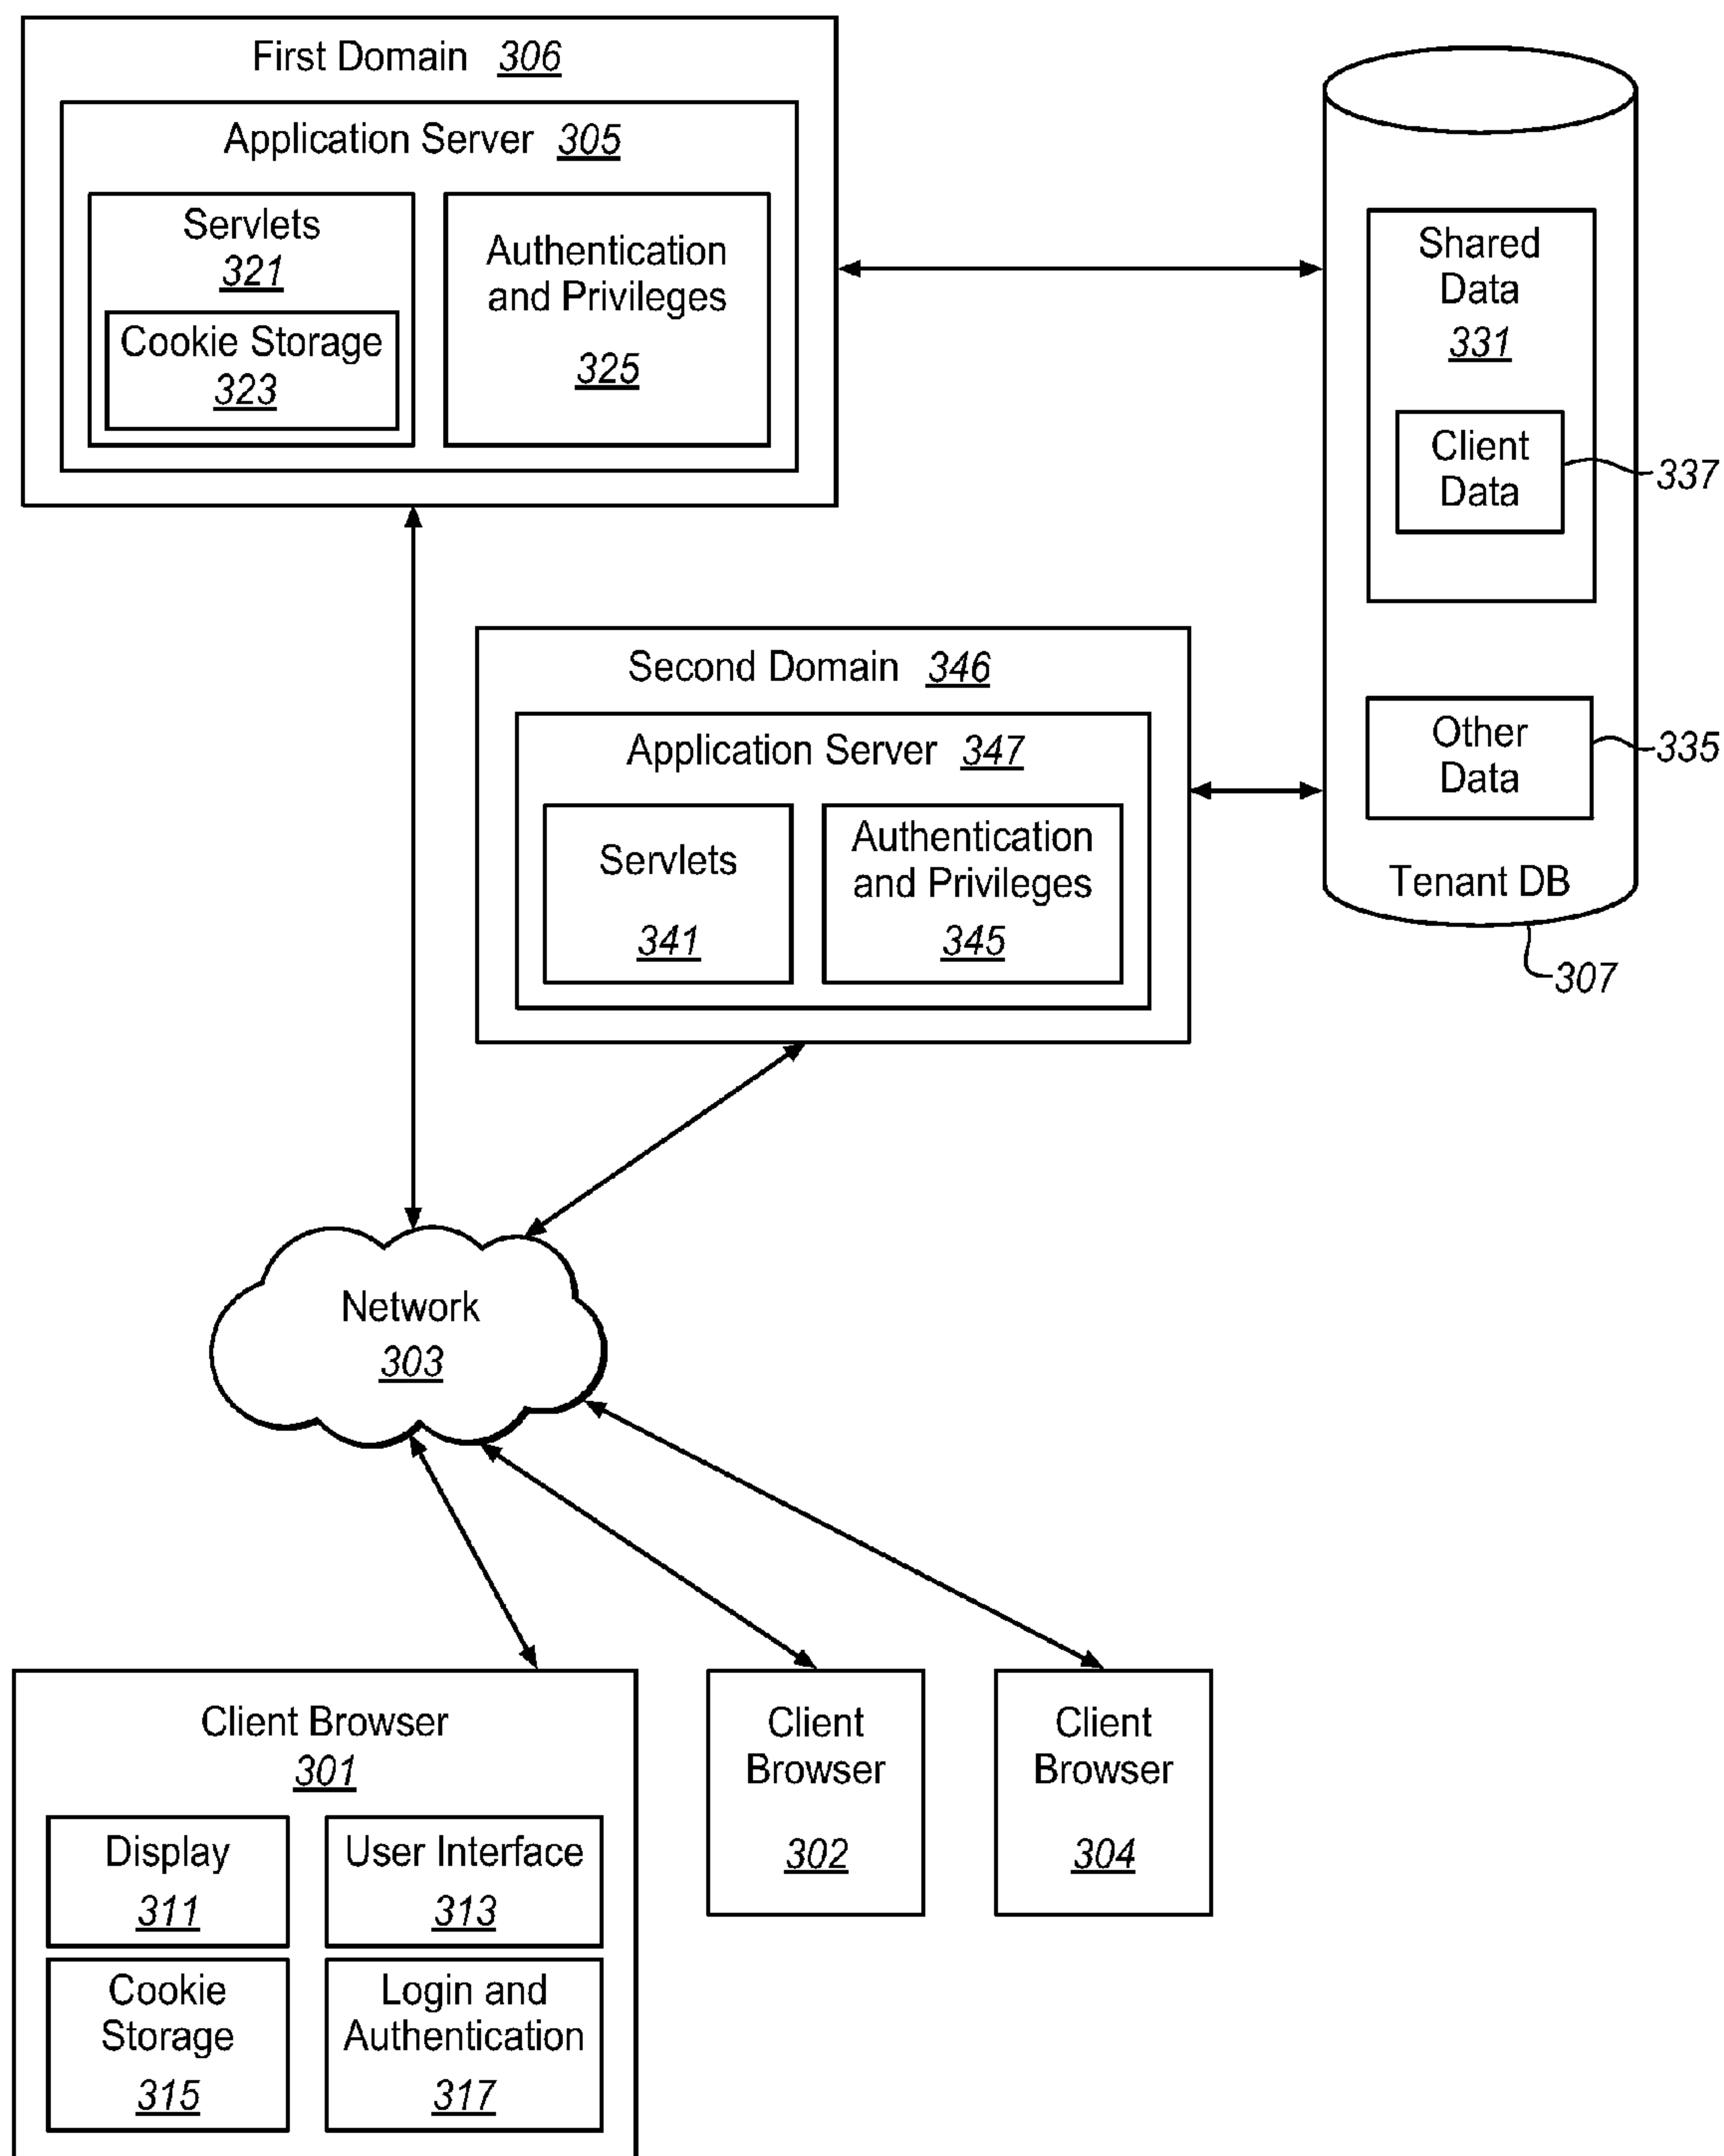 First Domain 306
Application Server 305
Servlets
321
Cookie Storage
323
Authentication
and Privileges
325
Shared
Data
331
Client
Data
337
Other
Data
335
Tenant DB
307
Second Domain 346
Application Server 347
Servlets
341
Authentication
and Privileges
345
Network
303
Client Browser
301
Display
311
User Interface
313
Cookie
Storage
315
Login and
Authentication
317
Client
Browser
302
Client
Browser
304